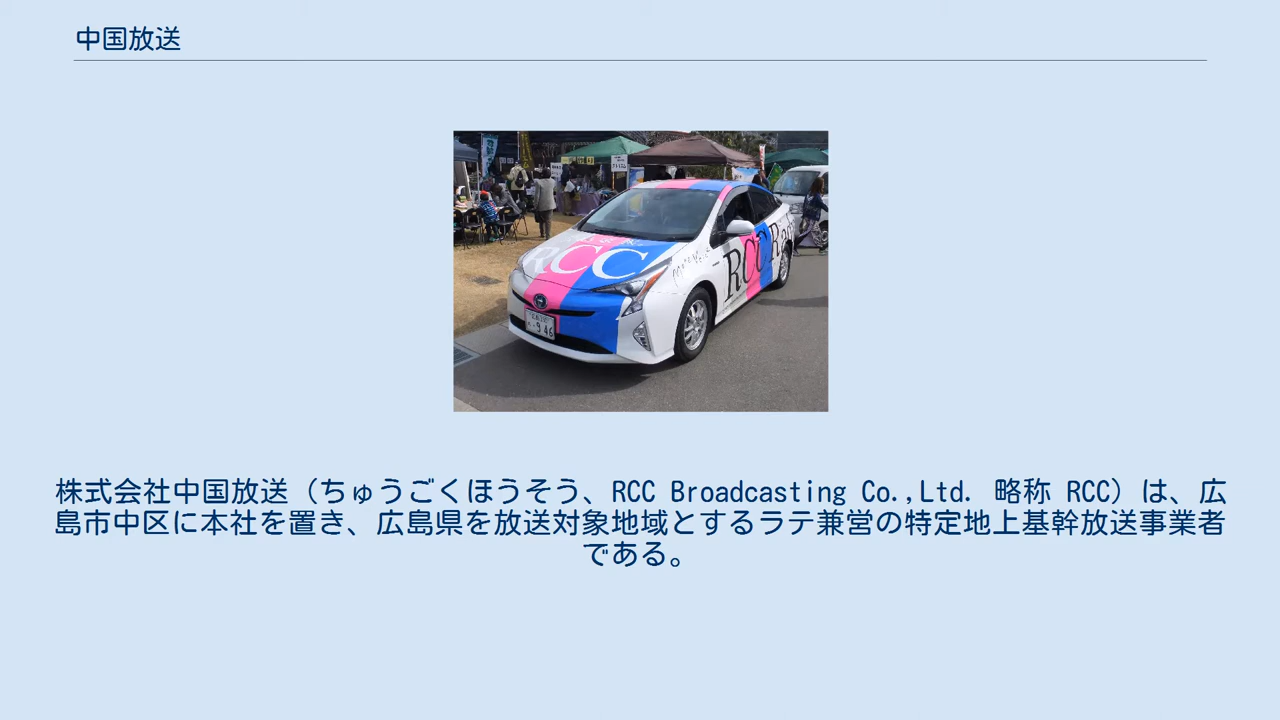 中国放送
RCC
RCC
946
株式会社中国放送（ちゅうごくほうそう、RCC Broadcasting Co.,Ltd. 略称 RCC）は、広
島市中区に本社を置き、広島県を放送対象地域とするラテ兼営の特定地上基幹放送事業者
である。